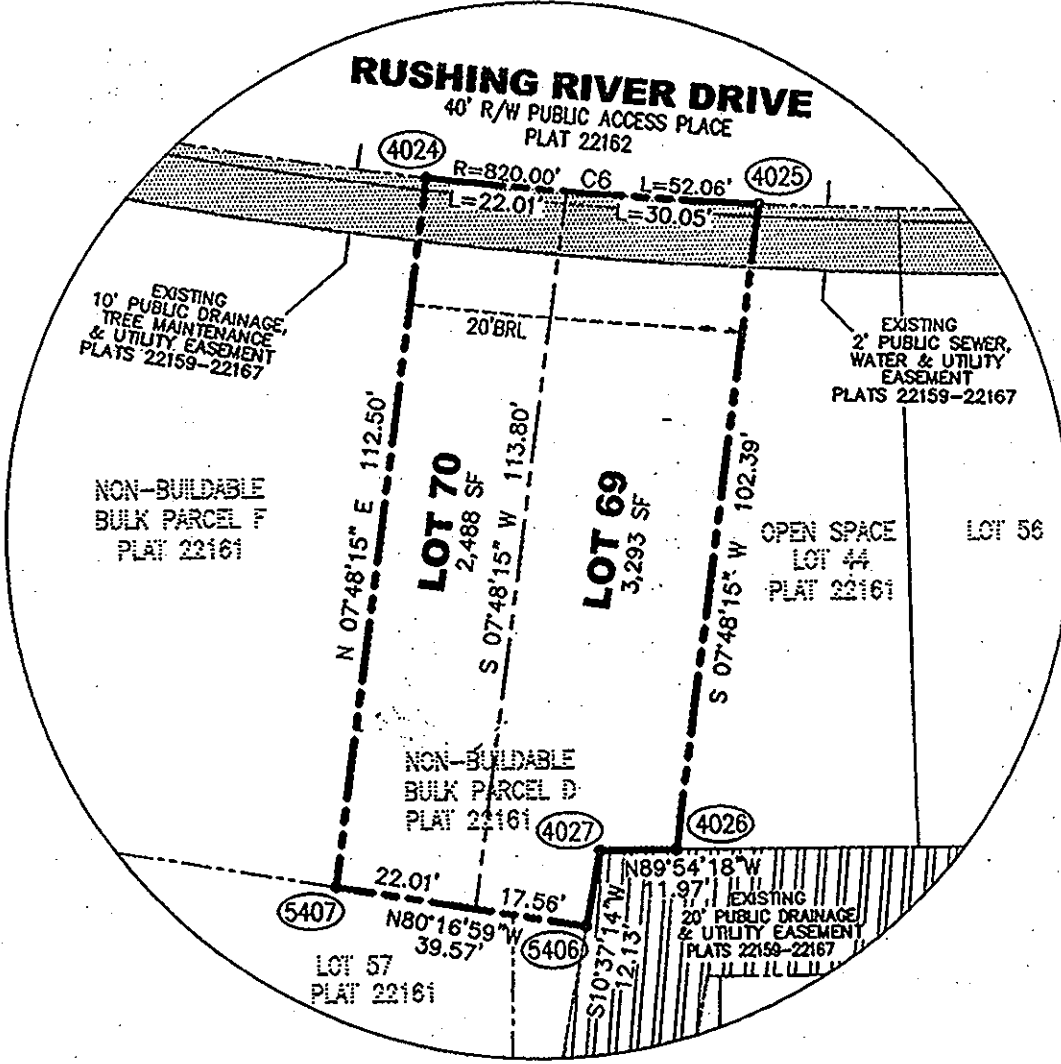 RUSHING RIVER DRIVE
40' R/W PUBLIC ACCESS PLACE
PLAT 22162
4024
R=820.00' C6 L=52.06'
4025
L=22.01'
L=30.05'
EXISTING
10' PUBLIC DRAINAGE,
TREE MAINTENANCE
& UTILITY EASEMENT
PLATS 22159-22167
20'BRL
EXISTING
2' PUBLIC SEWER,
WATER & UTILITY
EASEMENT
PLATS 22159-22167
N 07°48'15" E 112.50'
LOT 70
2,488 SF
S 07°48'15" W 113.80'
LOT 69
3,293 SF
S 07°48'15" W 102.39'
NON-BUILDABLE
BULK PARCEL F
PLAT 22161
OPEN SPACE
LOT 44
PLAT 22161
LOT 56
NON-BUILDABLE
BULK PARCEL D
PLAT 22161
4027
4026
N89°54'18"W
11.97'
5407
22.01'
17.56'
N80°16'59"W
39.57'
5406
S10°37'14"W
12.13'
EXISTING
20' PUBLIC DRAINAGE
& UTILITY EASEMENT
PLATS 22159-22167
LOT 57
PLAT 22161